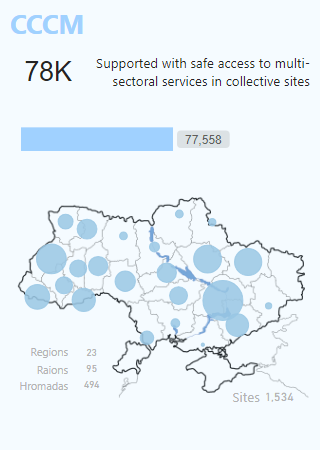 CCCM
78K
Supported with safe access to multi-
sectoral services in collective sites
77,558
Regions 23
Raions 95
Hromadas 494
Sites 1,534